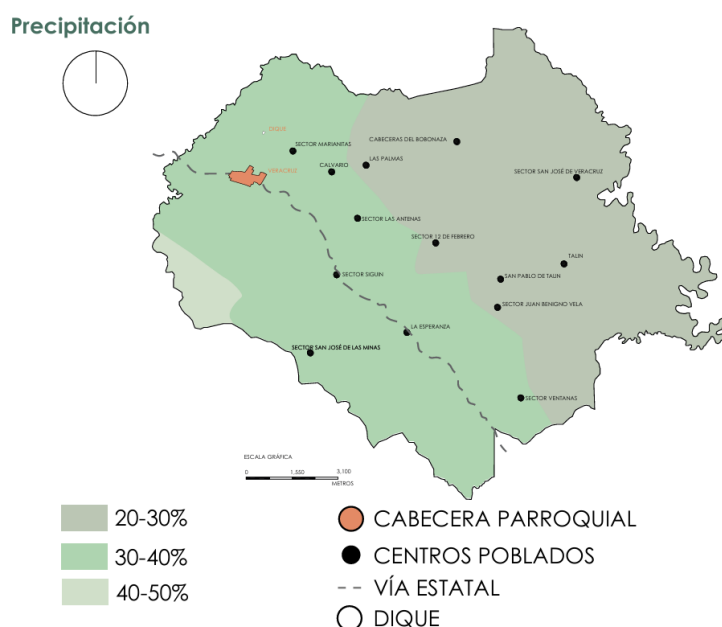 Precipitación
DIQUE
SECTOR MARIANITAS
CABECERAS DEL BOBONAZA
LAS PALMAS
VERACRUZ
CALVARIO
SECTOR SAN JOSÉ DE VERACRUZ
SECTOR LAS ANTENAS
SECTOR 12 DE FEBRERO
TALIN
SECTOR SIGUIN
SAN PABLO DE TALIN
SECTOR JUAN BENIGNO VELA
LA ESPERANZA
SECTOR SAN JOSÉ DE LAS MINAS
SECTOR VENTANAS
ESCALA GRÁFICA
0 1,550 3,100
METROS
20-30%
30-40%
40-50%
CABECERA PARROQUIAL
CENTROS POBLADOS
VÍA ESTATAL
DIQUE